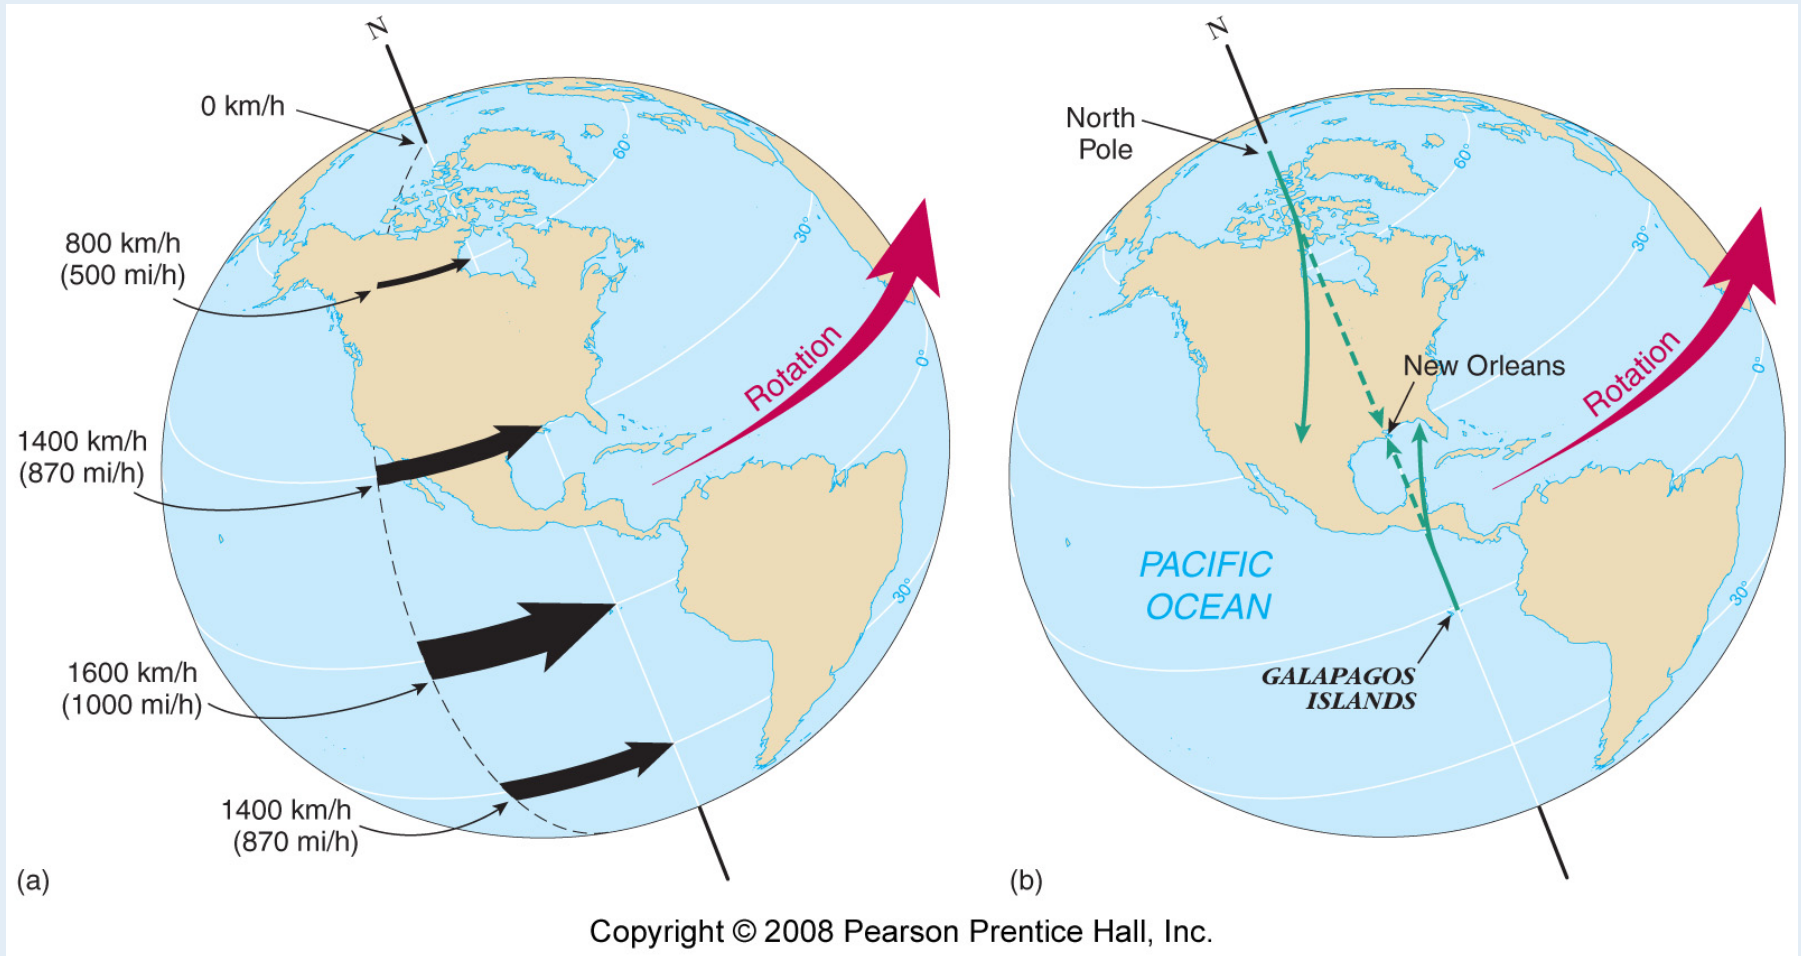 N
0 km/h
60°
800 km/h
(500 mi/h)
30°
Rotation
0°
1400 km/h
(870 mi/h)
30°
1600 km/h
(1000 mi/h)
1400 km/h
(870 mi/h)
(a)
N
North
Pole
60°
30°
New Orleans
Rotation
0°
PACIFIC
OCEAN
30°
GALAPAGOS
ISLANDS
(b)
Copyright © 2008 Pearson Prentice Hall, Inc.